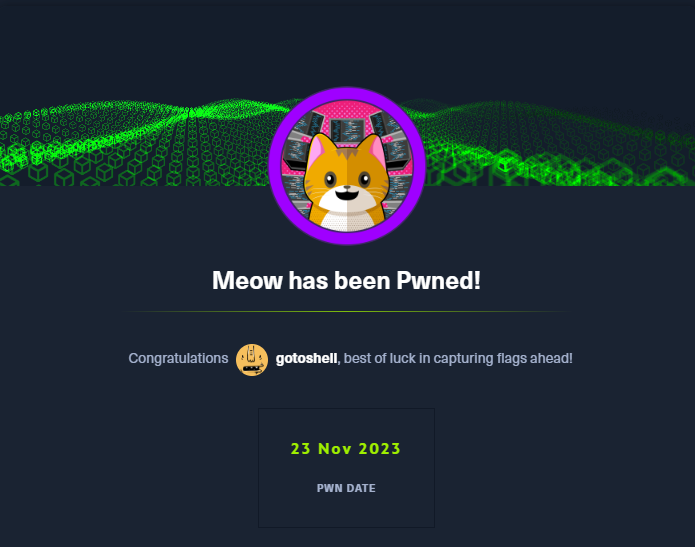 Meow has been Pwned!
Congratulations gotoshell, best of luck in capturing flags ahead!
23 Nov 2023
PWN DATE